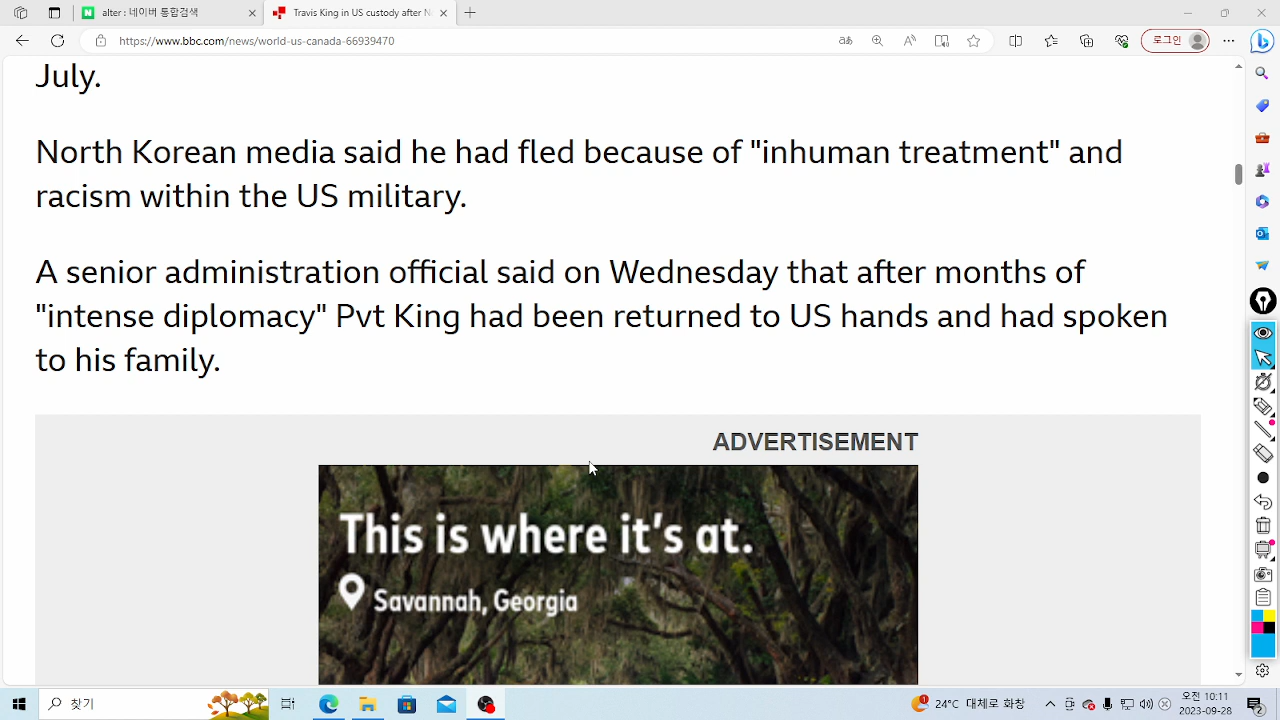 alter : 네이버 통합검색
Travis King in US custody after N
https://www.bbc.com/news/world-us-canada-66939470
로그인
July.
North Korean media said he had fled because of "inhuman treatment" and
racism within the US military.
A senior administration official said on Wednesday that after months of
"intense diplomacy" Pvt King had been returned to US hands and had spoken
to his family.
ADVERTISEMENT
This is where it's at.
Savannah, Georgia
찾기
24°C 대체로 화창
오전 10:11
2023-09-28